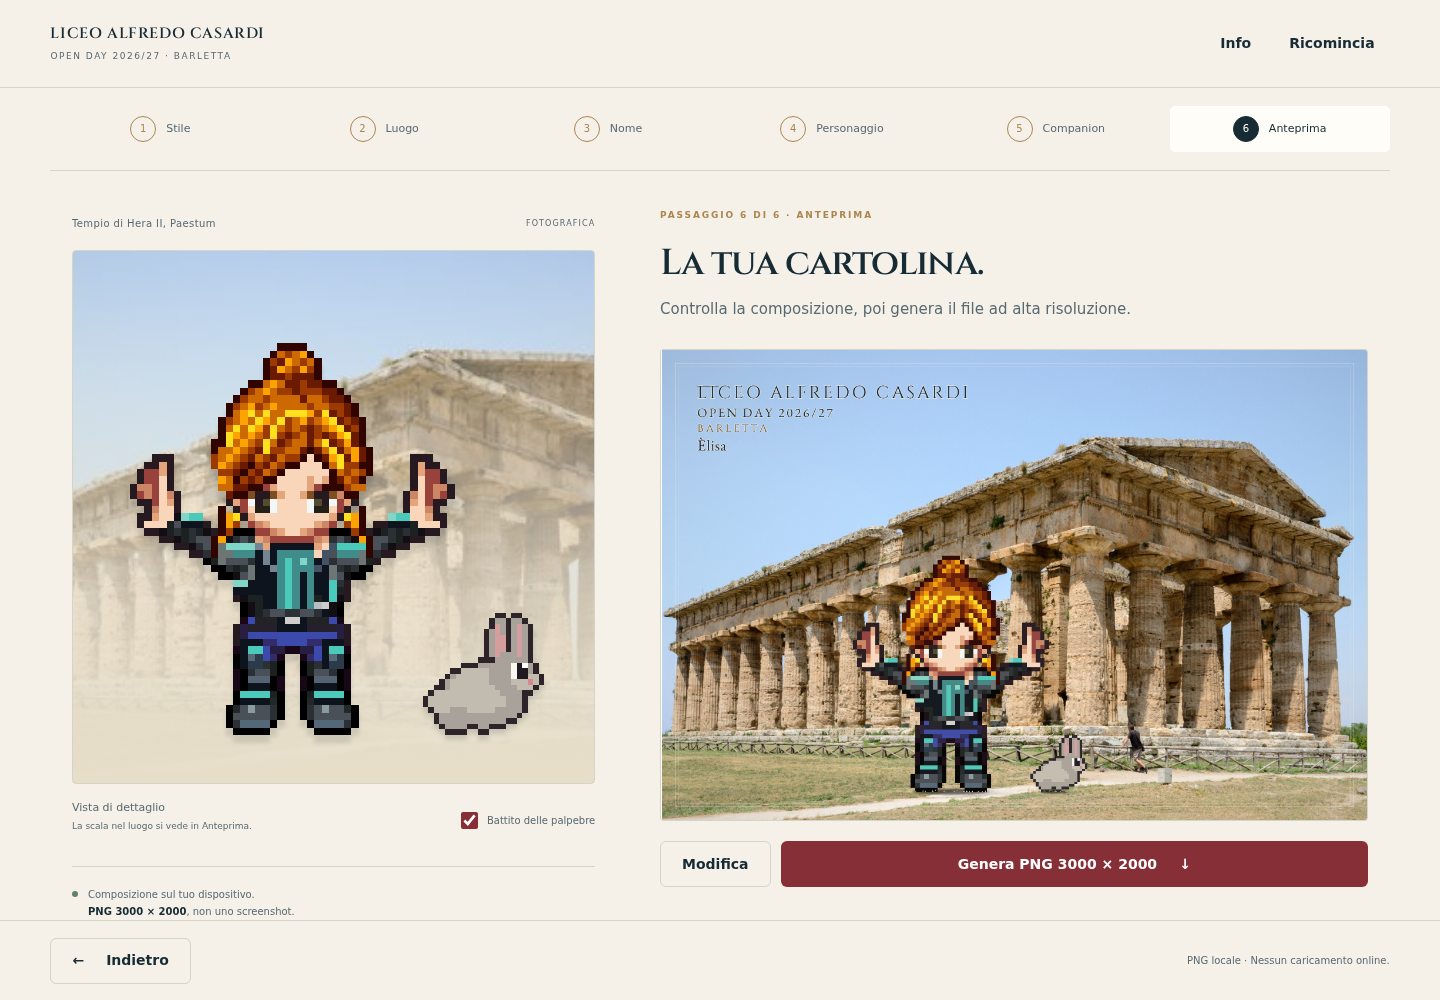 LICEO ALFREDO CASARDI
OPEN DAY 2026/27 · BARLETTA
Info
Ricomincia
1 Stile
2 Luogo
3 Nome
4 Personaggio
5 Companion
6 Anteprima
Tempio di Hera II, Paestum
FOTOGRAFICA
Vista di dettaglio
La scala nel luogo si vede in Anteprima.
Battito delle palpebre
Composizione sul tuo dispositivo.
PNG 3000 × 2000, non uno screenshot.
PASSAGGIO 6 DI 6 · ANTEPRIMA
LA TUA CARTOLINA.
Controlla la composizione, poi genera il file ad alta risoluzione.
LICEO ALFREDO CASARDI
OPEN DAY 2026/27
BARLETTA
Èlisa
Modifica
Genera PNG 3000 × 2000 ↓
← Indietro
PNG locale · Nessun caricamento online.